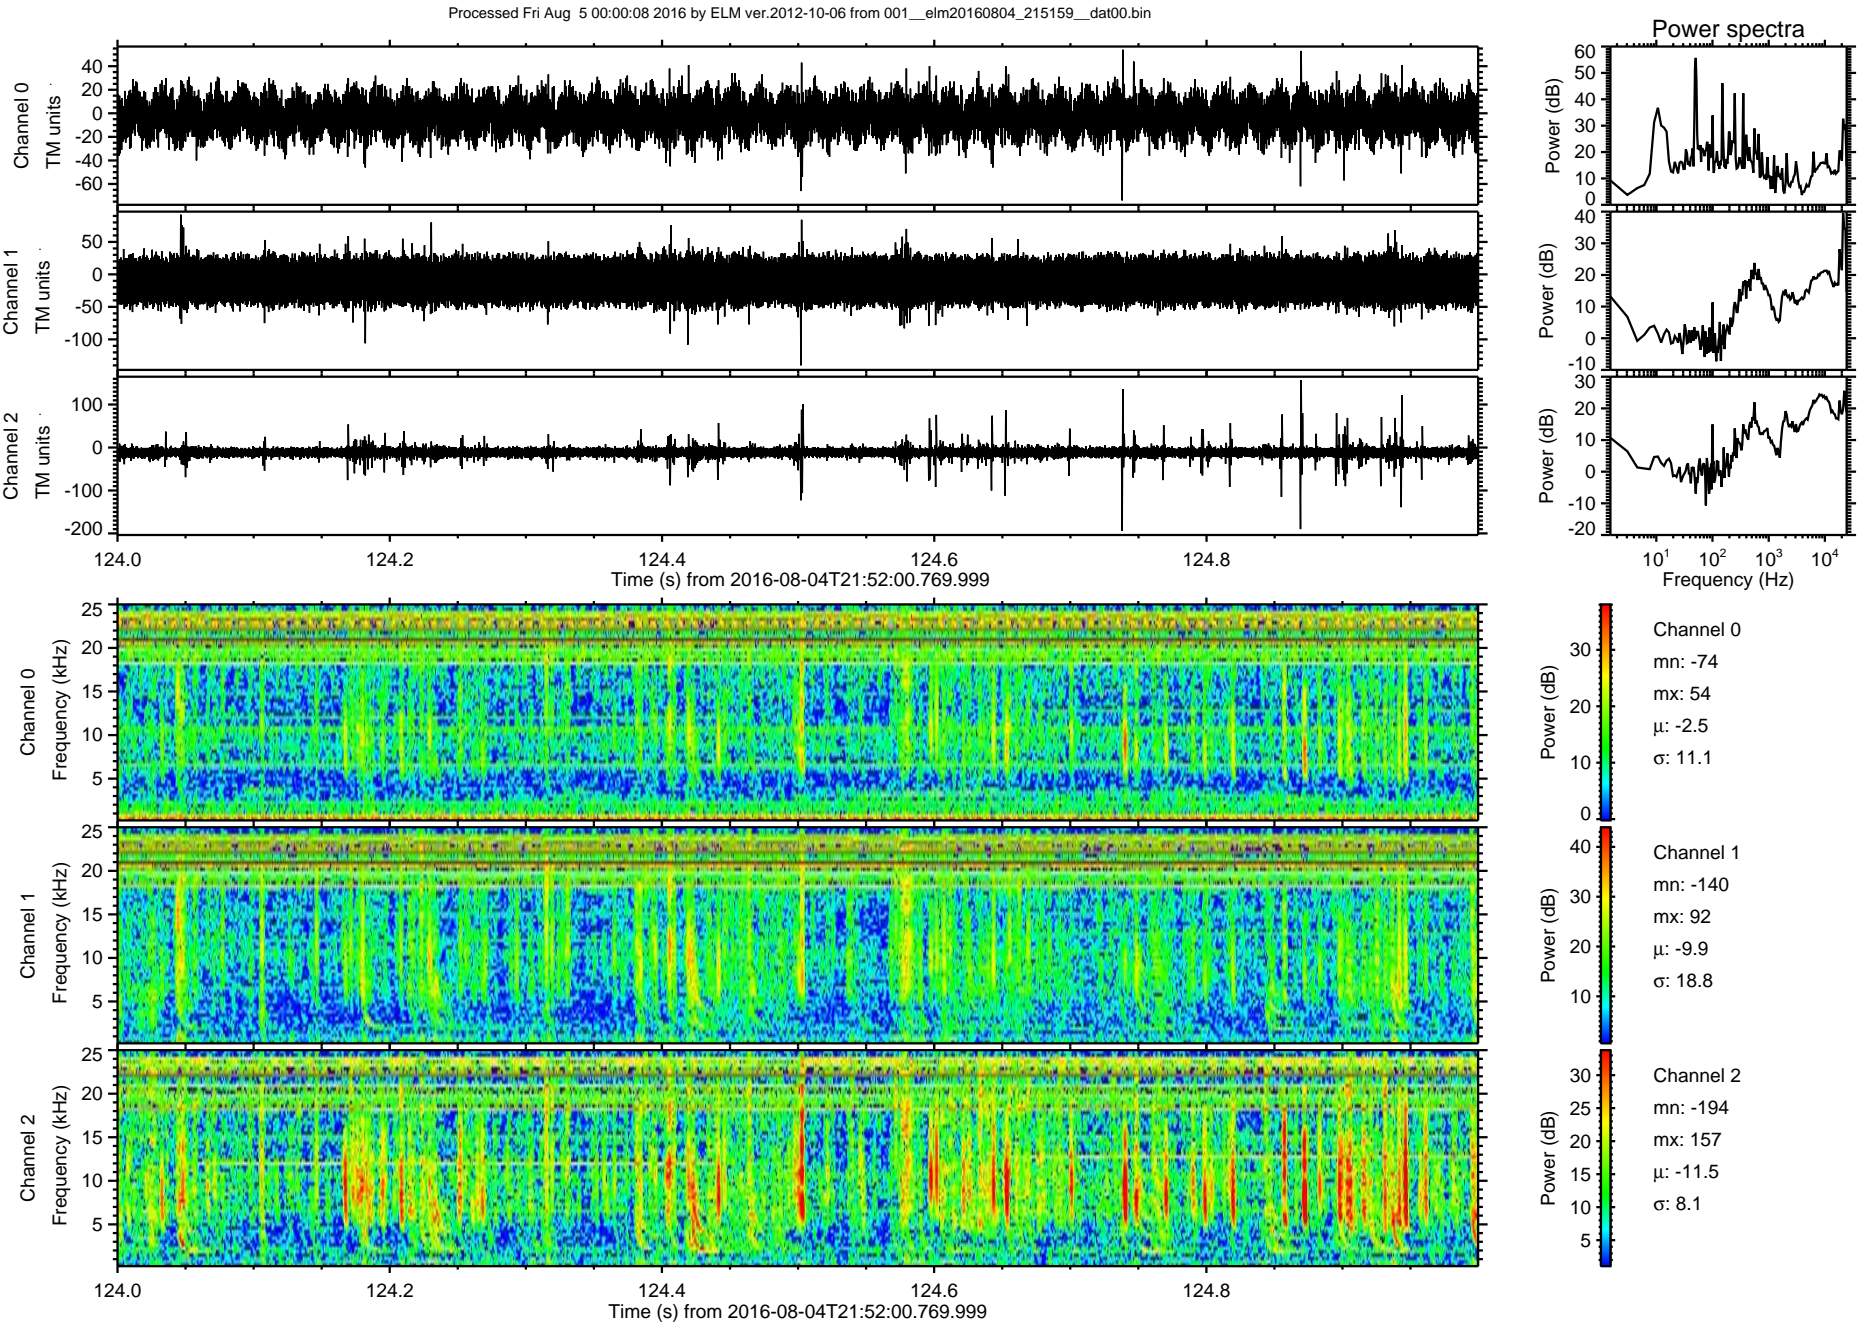 Processed Fri Aug 5 00:00:08 2016 by ELM ver.2012-10-06 from 001__elm20160804_215159__dat00.bin
Power spectra
Channel 0
TM units
40
20
0
-20
-40
-60
Power (dB)
60
50
40
30
20
10
0
Channel 1
TM units
50
0
-50
-100
Power (dB)
40
30
20
10
0
-10
Channel 2
TM units
100
0
-100
-200
Power (dB)
30
20
10
0
-10
-20
124.0 124.2 124.4 124.6 124.8
Time (s) from 2016-08-04T21:52:00.769.999
10^1 10^2 10^3 10^4
Frequency (Hz)
Channel 0
Frequency (kHz)
25
20
15
10
5
Power (dB)
30
20
10
0
Channel 0
mn: -74
mx: 54
μ: -2.5
σ: 11.1
Channel 1
Frequency (kHz)
25
20
15
10
5
Power (dB)
40
30
20
10
Channel 1
mn: -140
mx: 92
μ: -9.9
σ: 18.8
Channel 2
Frequency (kHz)
25
20
15
10
5
Power (dB)
30
25
20
15
10
5
Channel 2
mn: -194
mx: 157
μ: -11.5
σ: 8.1
124.0 124.2 124.4 124.6 124.8
Time (s) from 2016-08-04T21:52:00.769.999